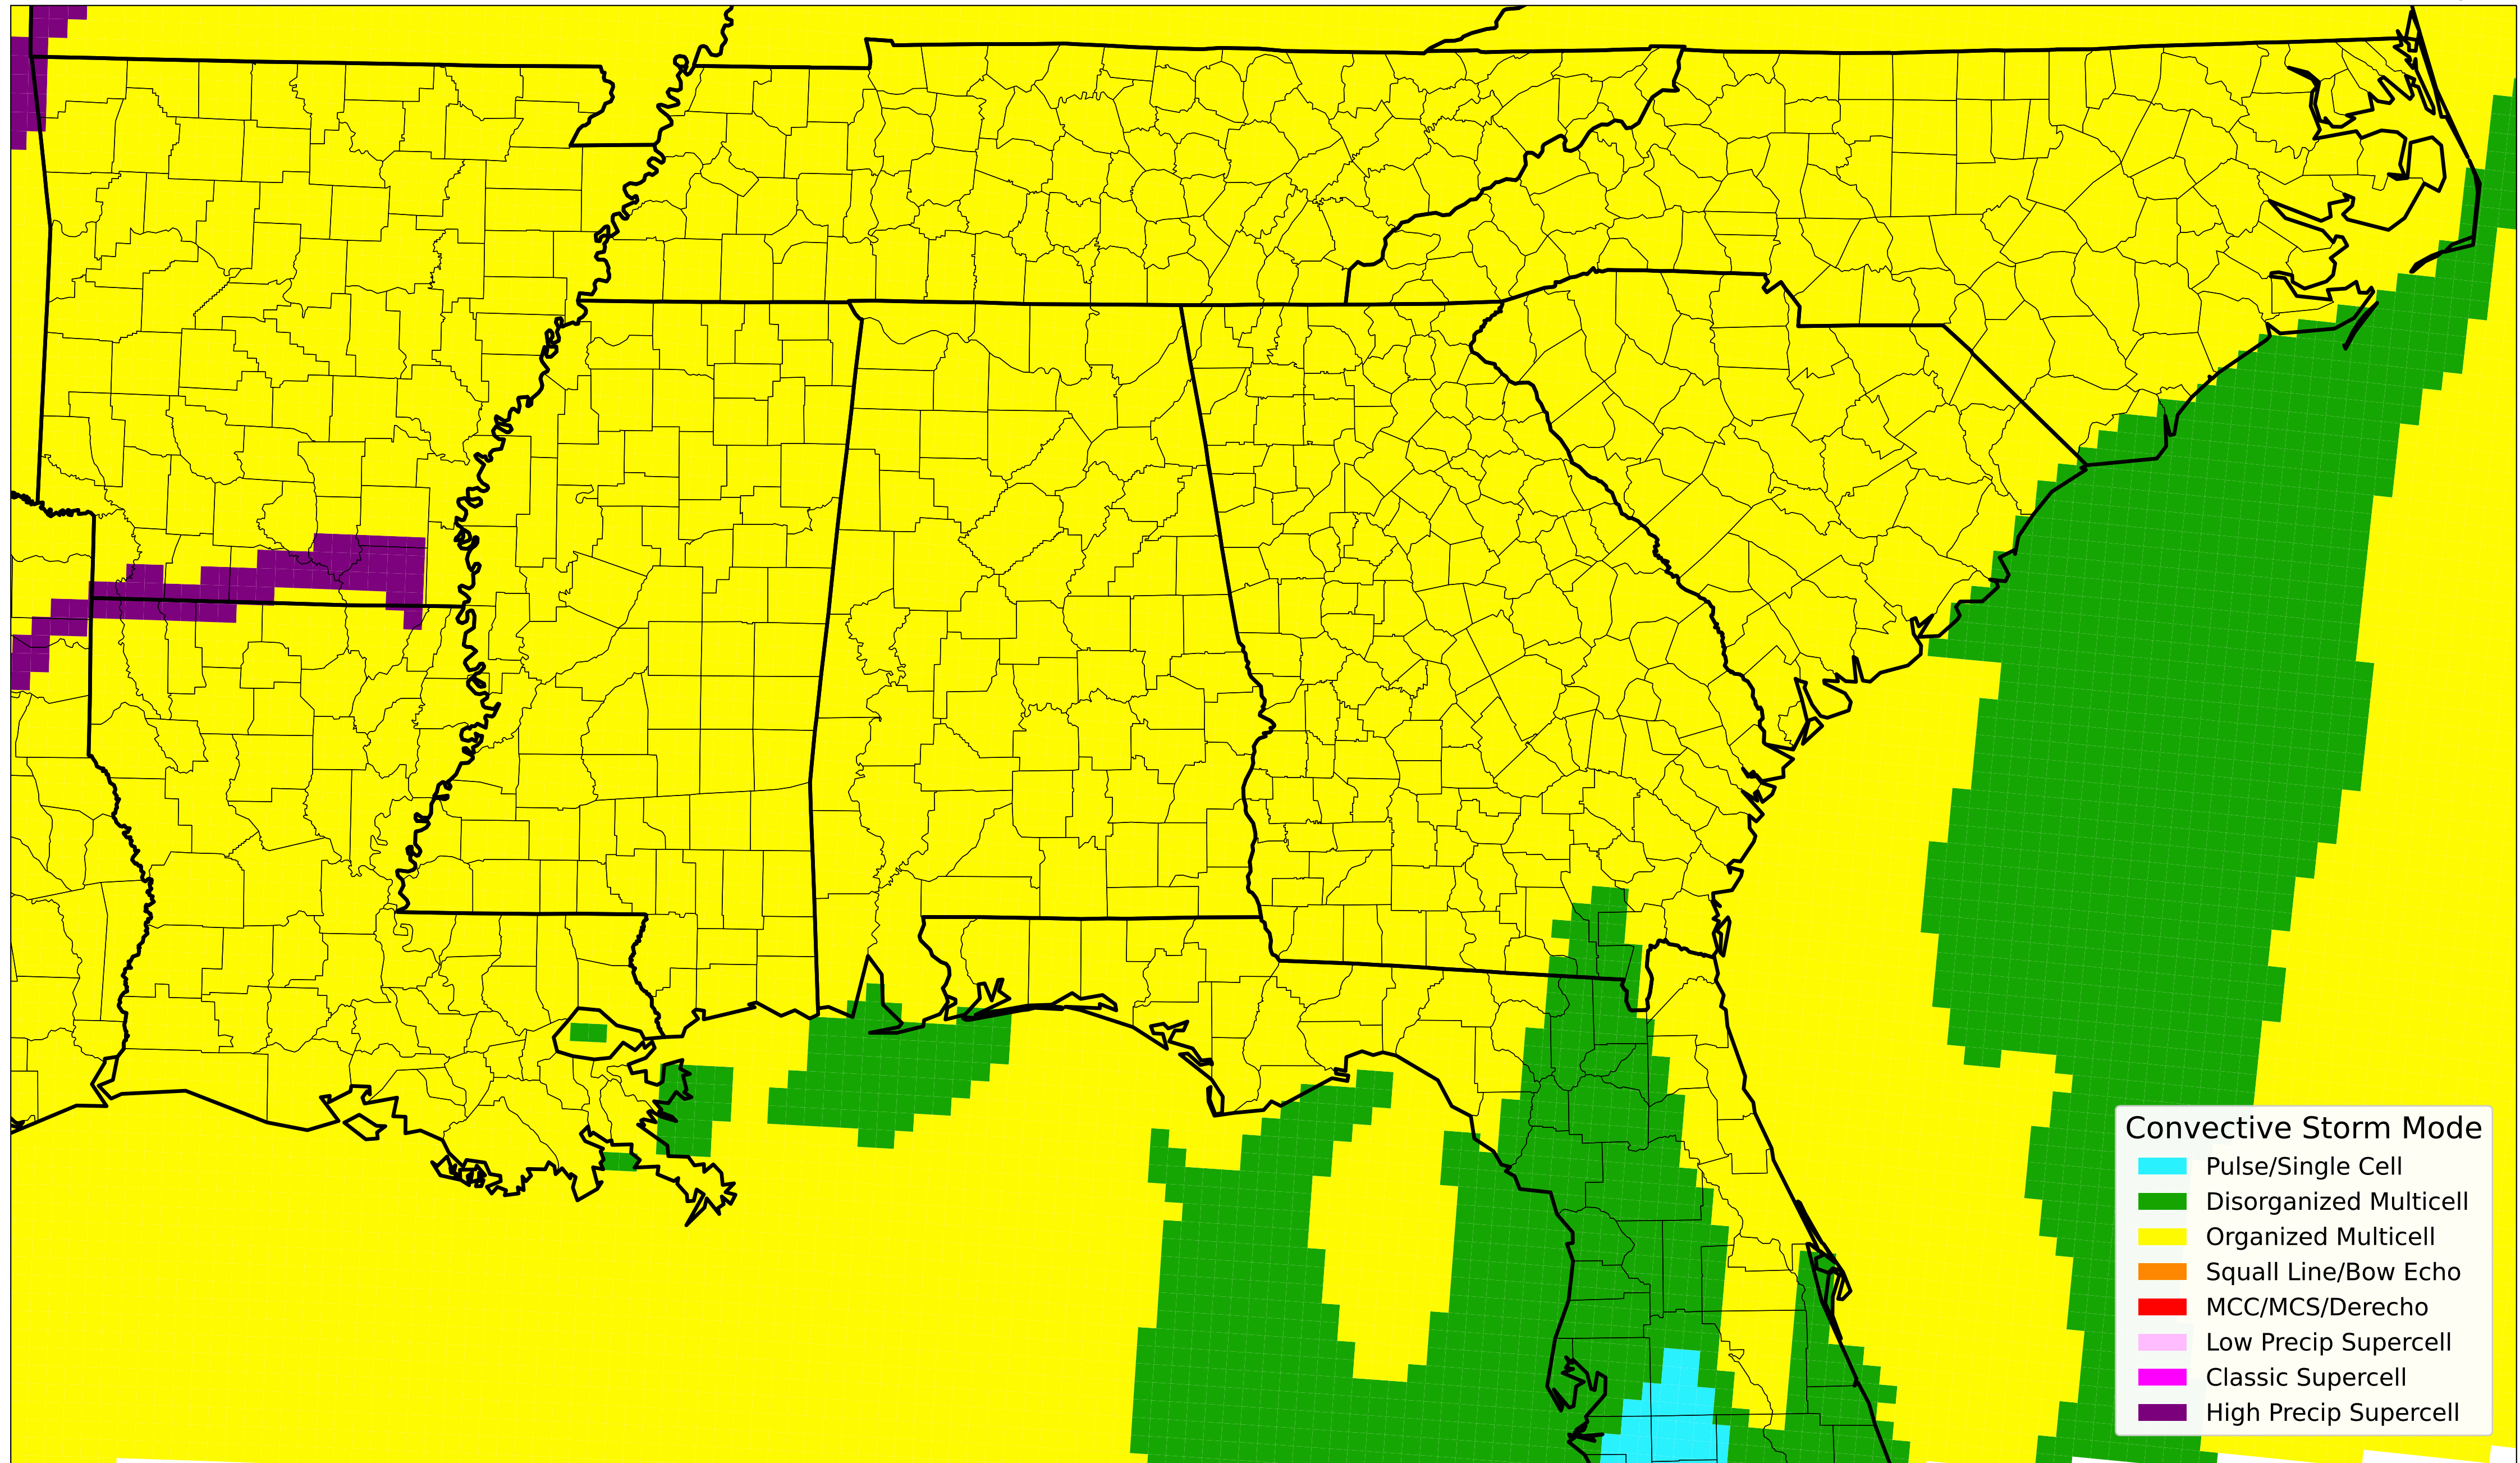 Convective Storm Mode
Pulse/Single Cell
Disorganized Multicell
Organized Multicell
Squall Line/Bow Echo
MCC/MCS/Derecho
Low Precip Supercell
Classic Supercell
High Precip Supercell